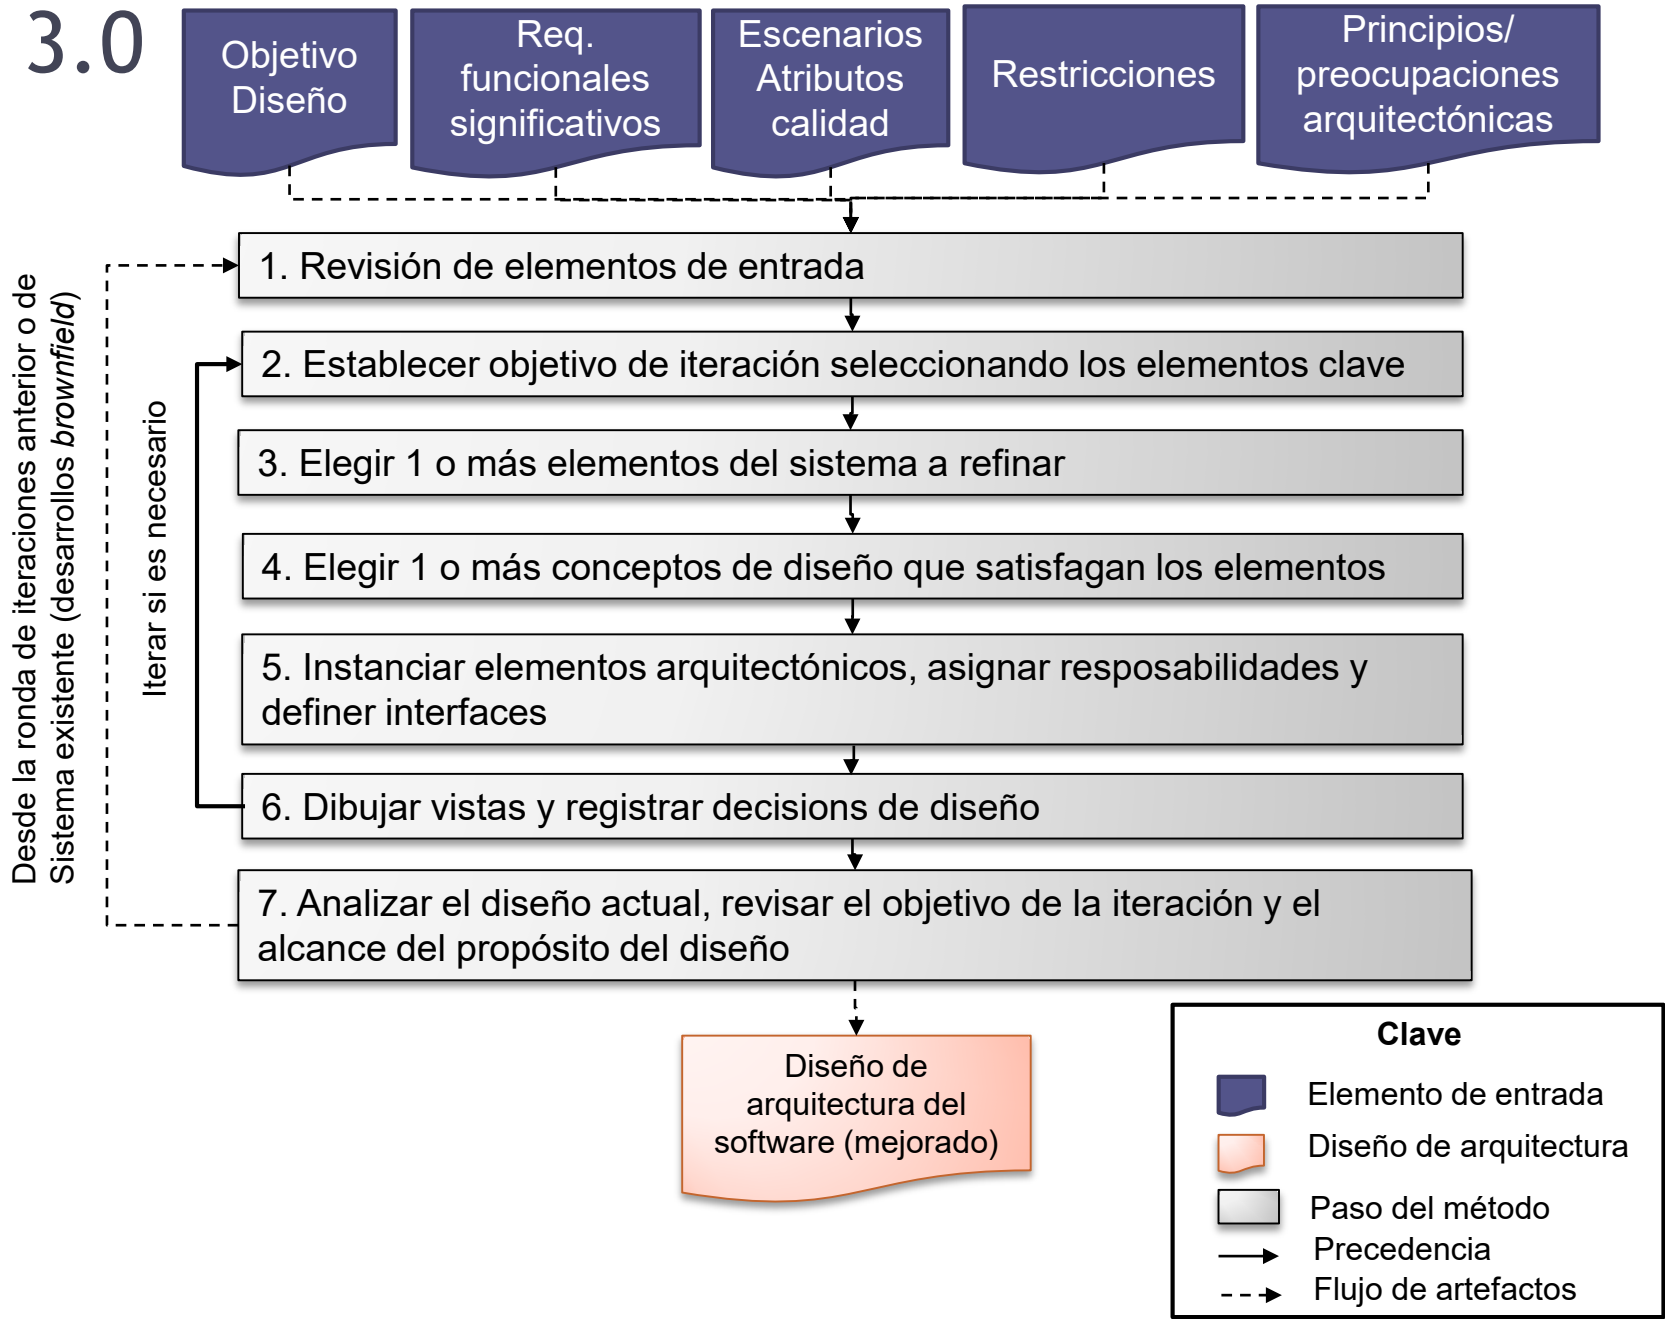 3.0
Objetivo
Diseño
Req.
funcionales
significativos
Escenarios
Atributos
calidad
Restricciones
Principios/
preocupaciones
arquitectónicas
1. Revisión de elementos de entrada
2. Establecer objetivo de iteración seleccionando los elementos clave
3. Elegir 1 o más elementos del sistema a refinar
4. Elegir 1 o más conceptos de diseño que satisfagan los elementos
5. Instanciar elementos arquitectónicos, asignar resposabilidades y
definer interfaces
6. Dibujar vistas y registrar decisions de diseño
7. Analizar el diseño actual, revisar el objetivo de la iteración y el
alcance del propósito del diseño
Desde la ronda de iteraciones anterior o de
Sistema existente (desarrollos brownfield)
Iterar si es necesario
Diseño de
arquitectura del
software (mejorado)
Clave
Elemento de entrada
Diseño de arquitectura
Paso del método
Precedencia
Flujo de artefactos